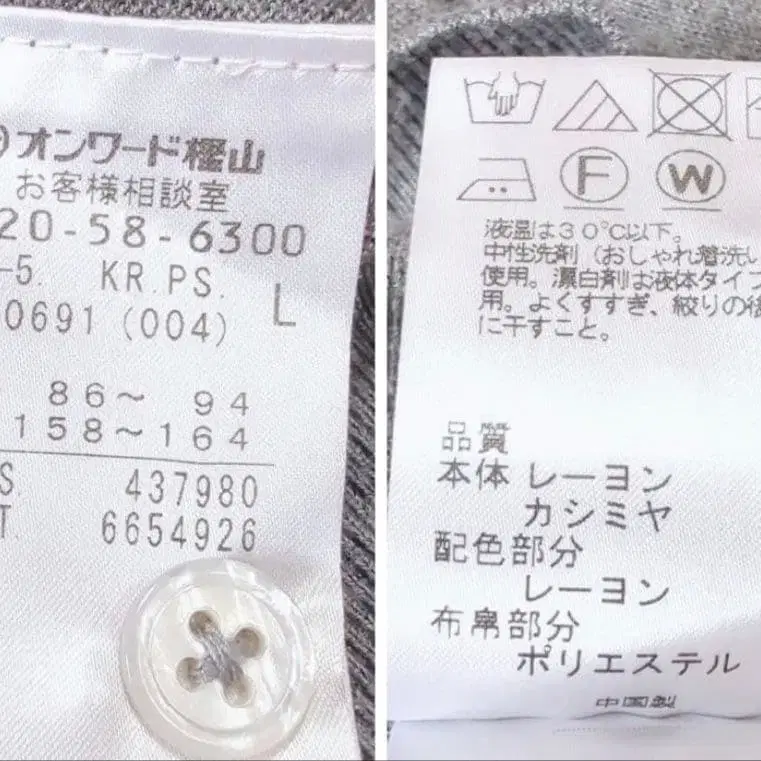 オンワード樫山
お客様相談室
20-58-6300
-5. KR.PS. L
0691 (004)
86～ 94
158～164
S. 437980
T. 6654926
F W
液温は30℃以下。
中性洗剤（おしゃれ着洗い
使用。漂白剤は液体タイプ
用。よくすすぎ、絞りの後
に干すこと。
品質
本体 レーヨン
カシミヤ
配色部分
レーヨン
布帛部分
ポリエステル
中国製